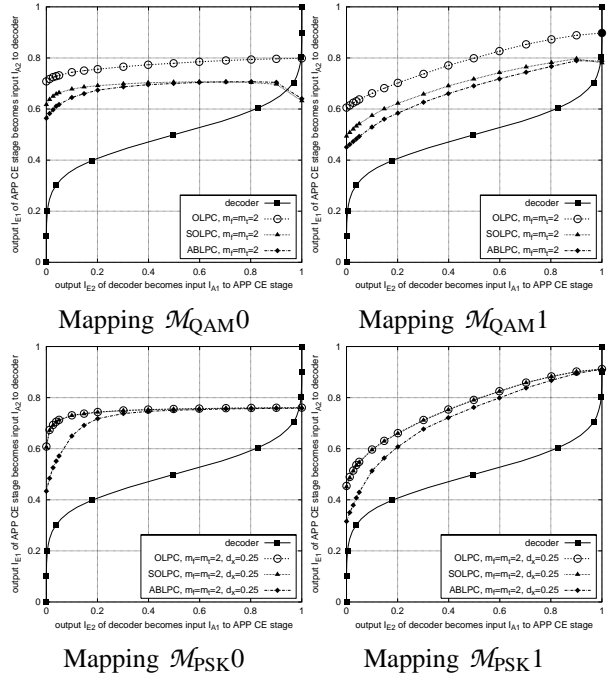 output I_E1 of APP CE stage becomes input I_A2 to decoder
1
0.8
0.6
0.4
0.2
0
0 0.2 0.4 0.6 0.8 1
decoder
OLPC, m_f=m_t=2
SOLPC, m_f=m_t=2
ABLPC, m_f=m_t=2
output I_E2 of decoder becomes input I_A1 to APP CE stage
Mapping ℳ_QAM0
output I_E1 of APP CE stage becomes input I_A2 to decoder
1
0.8
0.6
0.4
0.2
0
0 0.2 0.4 0.6 0.8 1
decoder
OLPC, m_f=m_t=2
SOLPC, m_f=m_t=2
ABLPC, m_f=m_t=2
output I_E2 of decoder becomes input I_A1 to APP CE stage
Mapping ℳ_QAM1
output I_E1 of APP CE stage becomes input I_A2 to decoder
1
0.8
0.6
0.4
0.2
0
0 0.2 0.4 0.6 0.8 1
decoder
OLPC, m_f=m_t=2, d_x=0.25
SOLPC, m_f=m_t=2, d_x=0.25
ABLPC, m_f=m_t=2, d_x=0.25
output I_E2 of decoder becomes input I_A1 to APP CE stage
Mapping ℳ_PSK0
output I_E1 of APP CE stage becomes input I_A2 to decoder
1
0.8
0.6
0.4
0.2
0
0 0.2 0.4 0.6 0.8 1
decoder
OLPC, m_f=m_t=2, d_x=0.25
SOLPC, m_f=m_t=2, d_x=0.25
ABLPC, m_f=m_t=2, d_x=0.25
output I_E2 of decoder becomes input I_A1 to APP CE stage
Mapping ℳ_PSK1